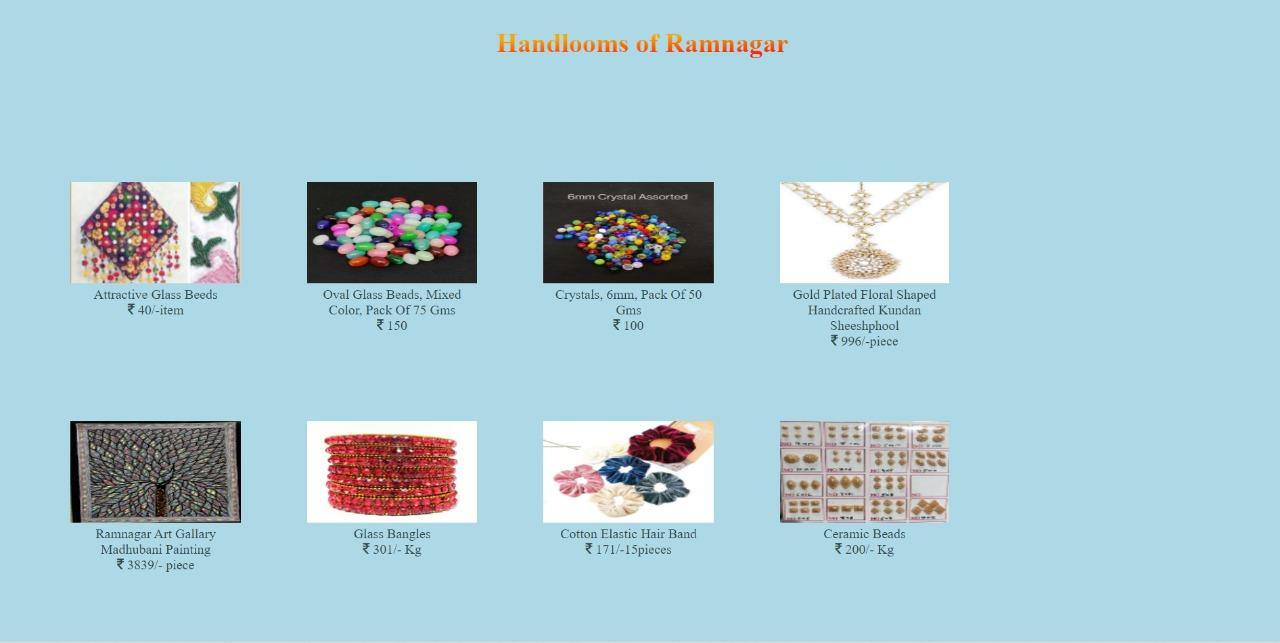 Handlooms of Ramnagar
6mm Crystal Assorted
Attractive Glass Beeds
₹ 40/-item
Oval Glass Beads, Mixed
Color, Pack Of 75 Gms
₹ 150
Crystals, 6mm, Pack Of 50
Gms
₹ 100
Gold Plated Floral Shaped
Handcrafted Kundan
Sheeshphool
₹ 996/-piece
Ramnagar Art Gallary
Madhubani Painting
₹ 3839/- piece
Glass Bangles
₹ 301/- Kg
Cotton Elastic Hair Band
₹ 171/-15pieces
Ceramic Beads
₹ 200/- Kg